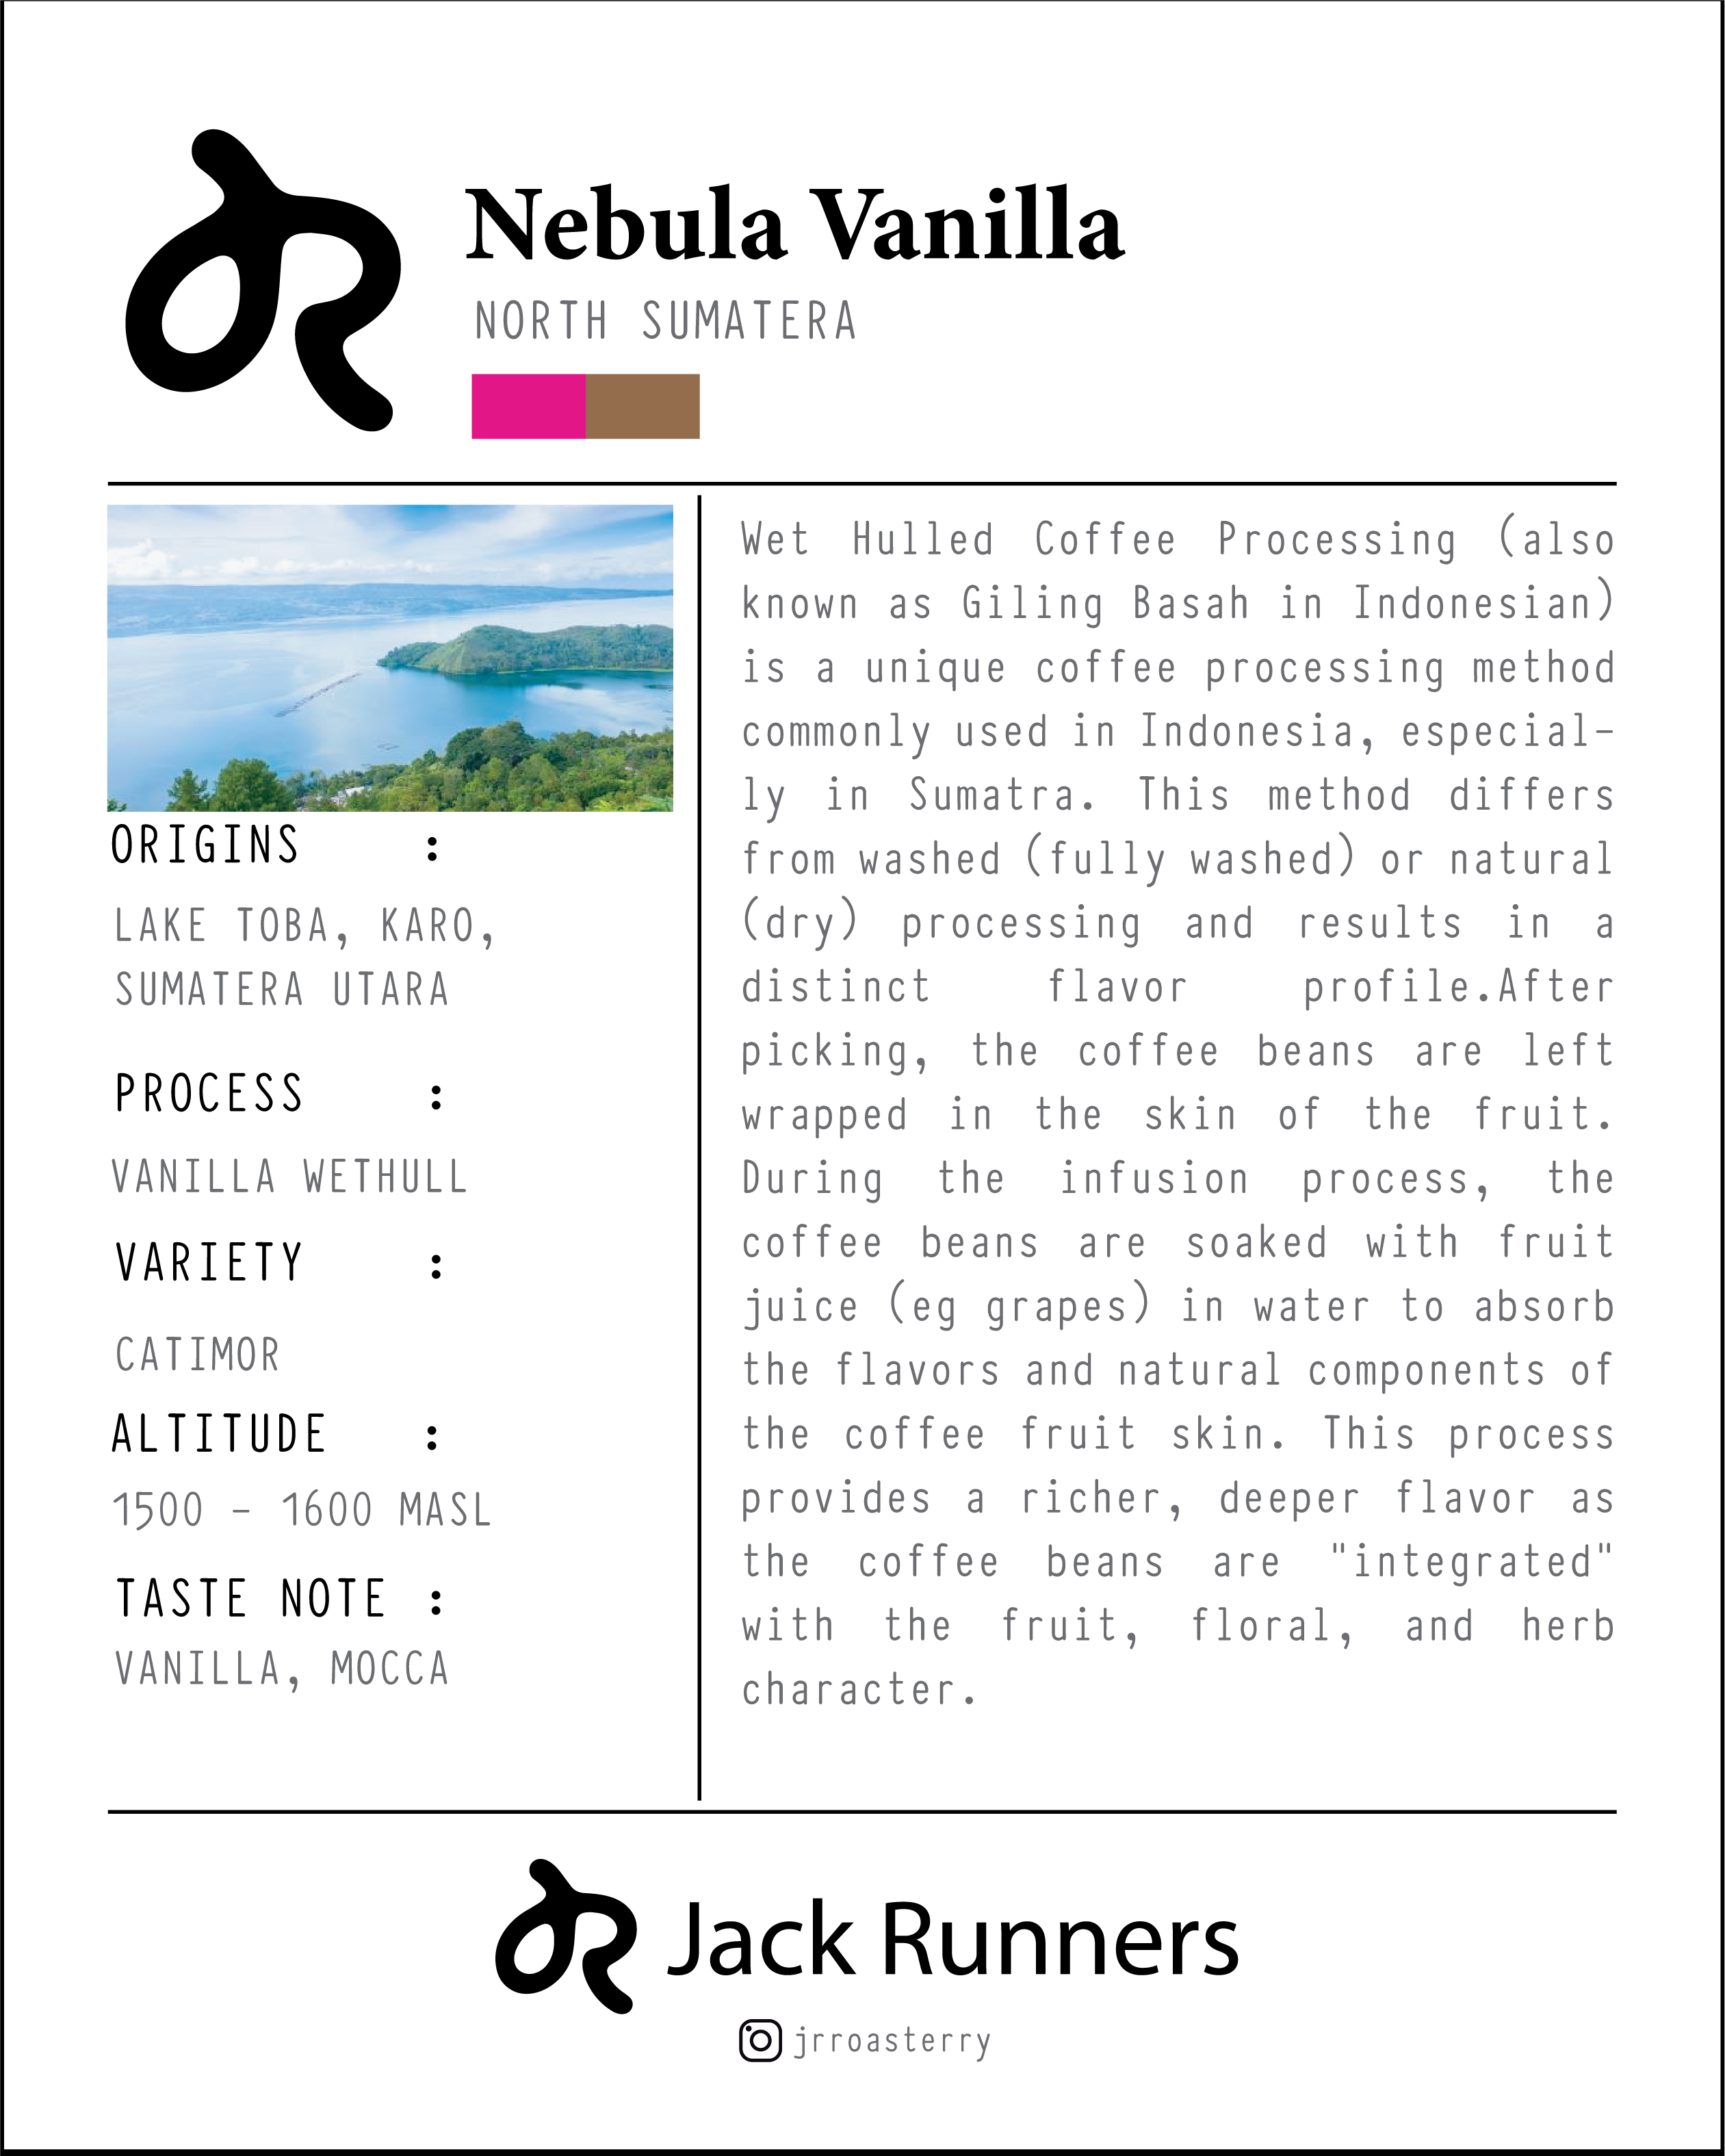 Nebula Vanilla
NORTH SUMATERA
ORIGINS :
LAKE TOBA, KARO,
SUMATERA UTARA
PROCESS :
VANILLA WETHULL
VARIETY :
CATIMOR
ALTITUDE :
1500 - 1600 MASL
TASTE NOTE :
VANILLA, MOCCA
Wet Hulled Coffee Processing (also
known as Giling Basah in Indonesian)
is a unique coffee processing method
commonly used in Indonesia, especial-
ly in Sumatra. This method differs
from washed (fully washed) or natural
(dry) processing and results in a
distinct flavor profile.After
picking, the coffee beans are left
wrapped in the skin of the fruit.
During the infusion process, the
coffee beans are soaked with fruit
juice (eg grapes) in water to absorb
the flavors and natural components of
the coffee fruit skin. This process
provides a richer, deeper flavor as
the coffee beans are "integrated"
with the fruit, floral, and herb
character.
Jack Runners
jrroasterry